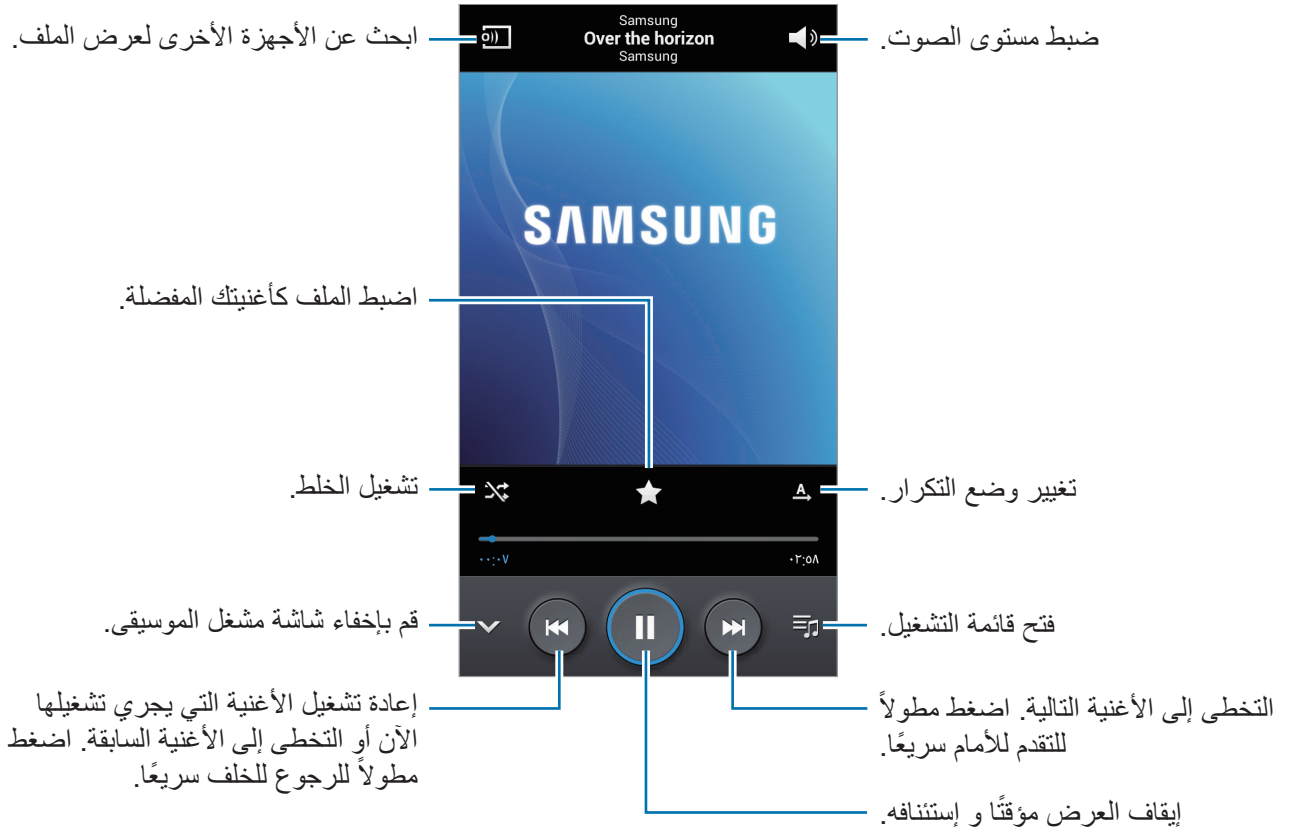 Samsung
Over the horizon
Samsung
ضبط مستوى الصوت.
ابحث عن الأجهزة الأخرى لعرض الملف.
SAMSUNG
اضبط الملف كأغنيتك المفضلة.
تغيير وضع التكرار.
A
تشغيل الخلط.
٠٠:٠٧
٠٢:٥٨
فتح قائمة التشغيل.
قم بإخفاء شاشة مشغل الموسيقى.
التخطى إلى الأغنية التالية. اضغط مطولاً
للتقدم للأمام سريعًا.
إعادة تشغيل الأغنية التي يجري تشغيلها
الآن أو التخطى إلى الأغنية السابقة. اضغط
مطولاً للرجوع للخلف سريعًا.
إيقاف العرض مؤقتًا و إستئنافه.